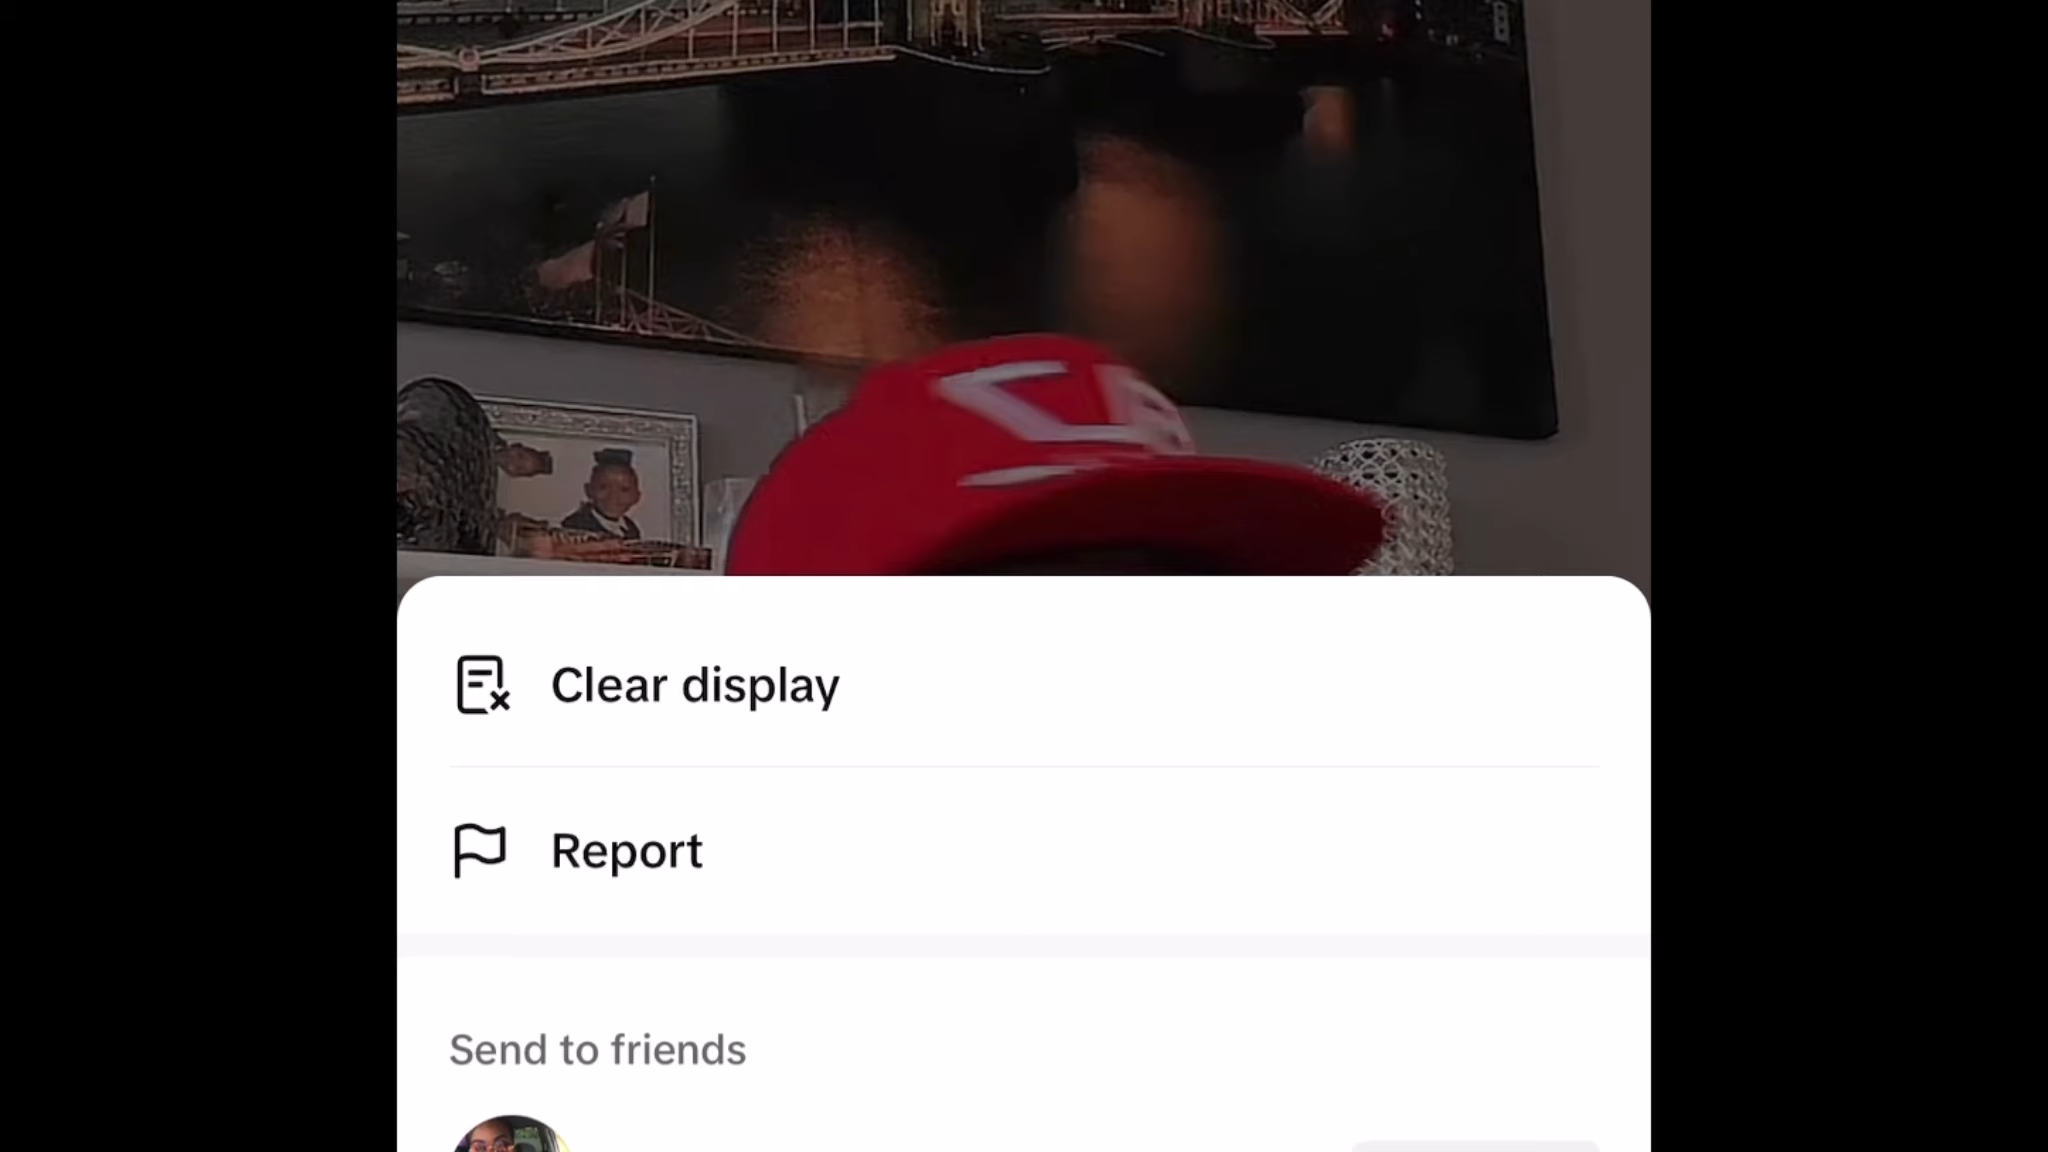 Clear display
Report
Send to friends